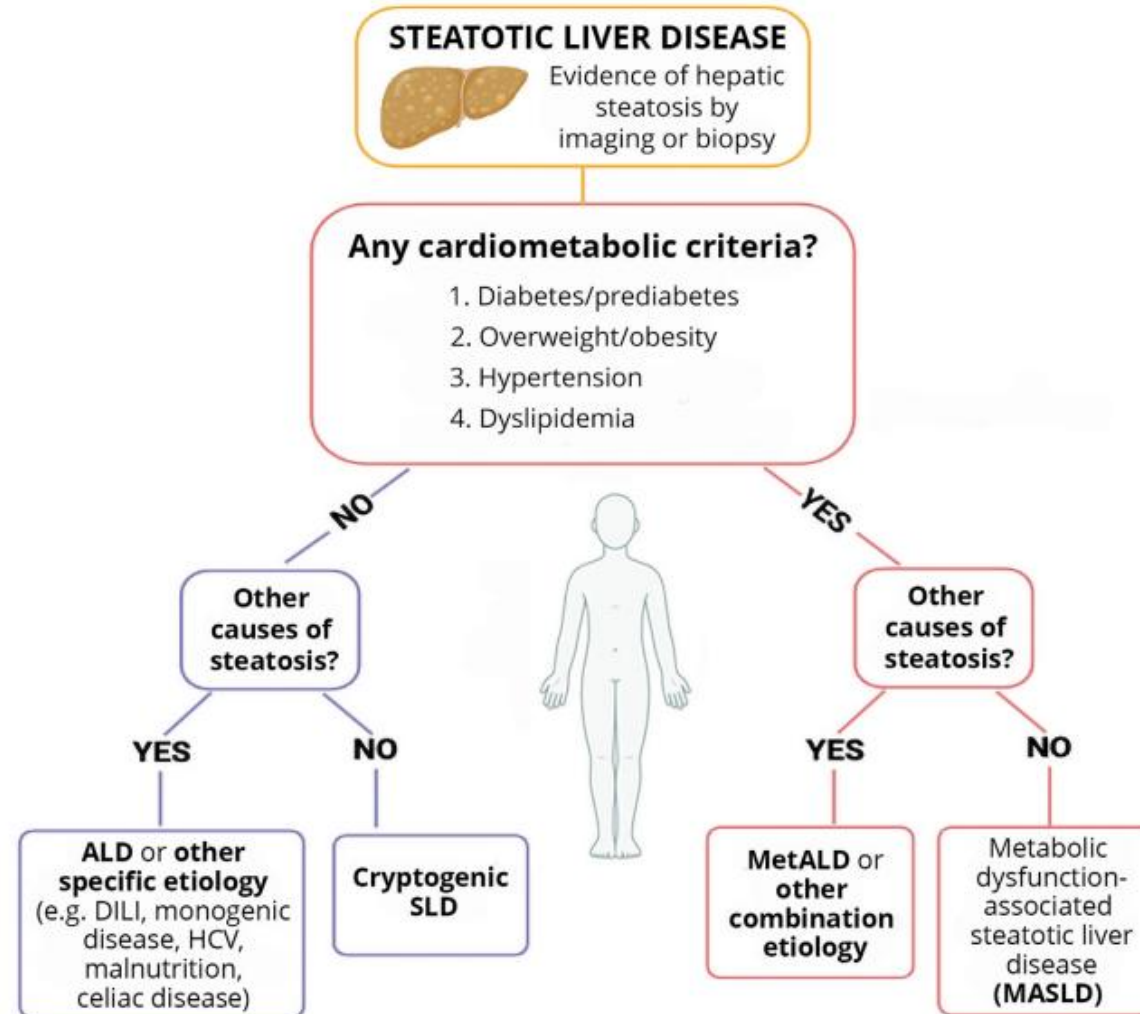 STEATOTIC LIVER DISEASE
Evidence of hepatic
steatosis by
imaging or biopsy
Any cardiometabolic criteria?
1. Diabetes/prediabetes
2. Overweight/obesity
3. Hypertension
4. Dyslipidemia
NO
YES
Other
causes of
steatosis?
Other
causes of
steatosis?
YES
NO
YES
NO
ALD or other
specific etiology
(e.g. DILI, monogenic
disease, HCV,
malnutrition,
celiac disease)
Cryptogenic
SLD
MetALD or
other
combination
etiology
Metabolic
dysfunction-
associated
steatotic liver
disease
(MASLD)